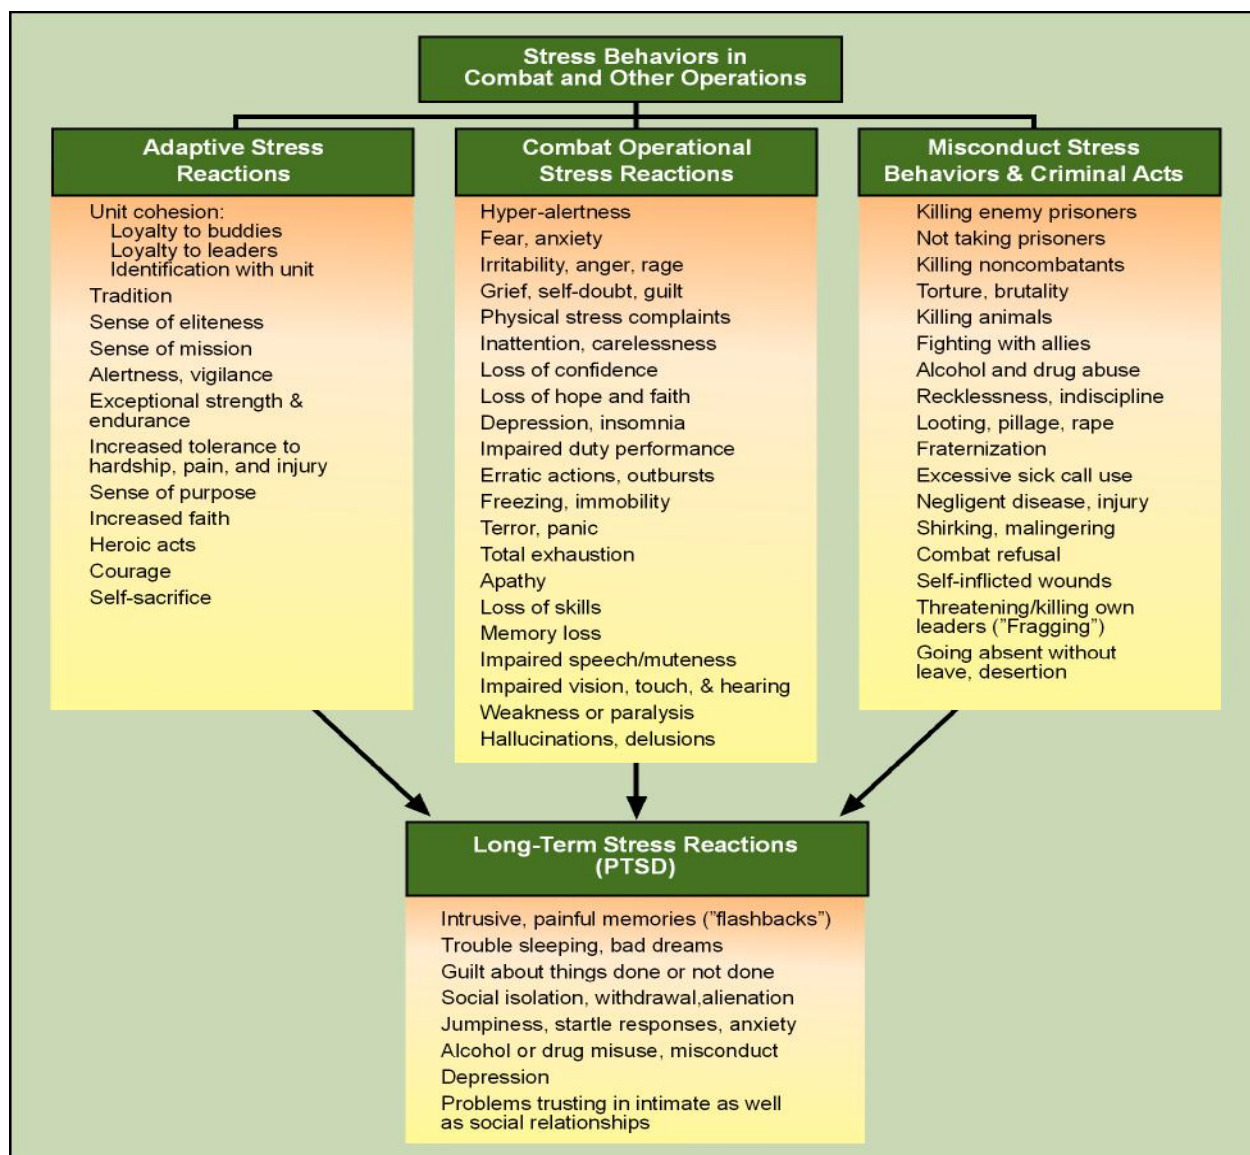 Stress Behaviors in
Combat and Other Operations
Adaptive Stress
Reactions
Unit cohesion:
Loyalty to buddies
Loyalty to leaders
Identification with unit
Tradition
Sense of eliteness
Sense of mission
Alertness, vigilance
Exceptional strength &
endurance
Increased tolerance to
hardship, pain, and injury
Sense of purpose
Increased faith
Heroic acts
Courage
Self-sacrifice
Combat Operational
Stress Reactions
Hyper-alertness
Fear, anxiety
Irritability, anger, rage
Grief, self-doubt, guilt
Physical stress complaints
Inattention, carelessness
Loss of confidence
Loss of hope and faith
Depression, insomnia
Impaired duty performance
Erratic actions, outbursts
Freezing, immobility
Terror, panic
Total exhaustion
Apathy
Loss of skills
Memory loss
Impaired speech/muteness
Impaired vision, touch, & hearing
Weakness or paralysis
Hallucinations, delusions
Misconduct Stress
Behaviors & Criminal Acts
Killing enemy prisoners
Not taking prisoners
Killing noncombatants
Torture, brutality
Killing animals
Fighting with allies
Alcohol and drug abuse
Recklessness, indiscipline
Looting, pillage, rape
Fraternization
Excessive sick call use
Negligent disease, injury
Shirking, malingering
Combat refusal
Self-inflicted wounds
Threatening/killing own
leaders (”Fragging”)
Going absent without
leave, desertion
Long-Term Stress Reactions
(PTSD)
Intrusive, painful memories (”flashbacks”)
Trouble sleeping, bad dreams
Guilt about things done or not done
Social isolation, withdrawal,alienation
Jumpiness, startle responses, anxiety
Alcohol or drug misuse, misconduct
Depression
Problems trusting in intimate as well
as social relationships